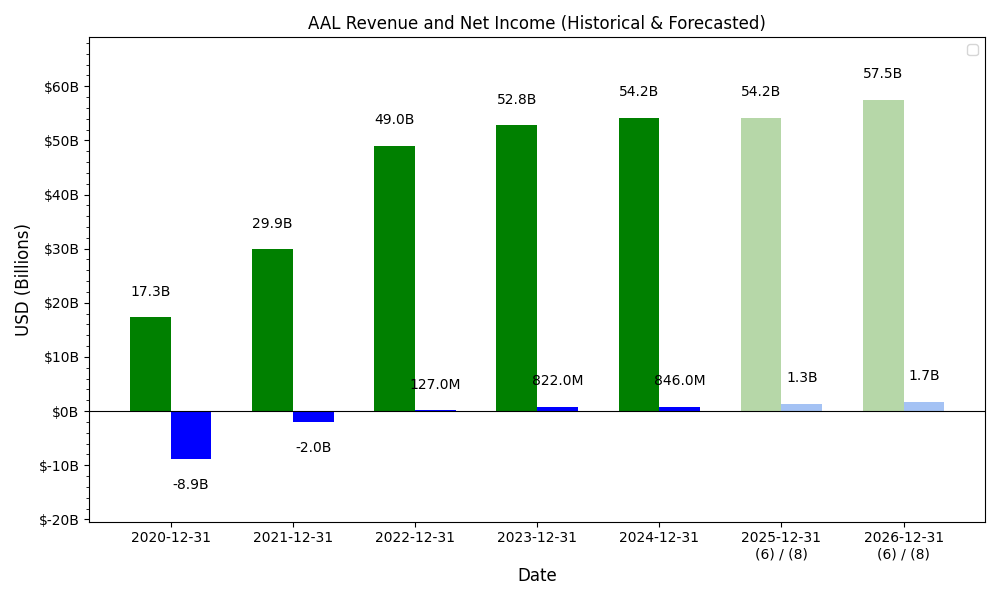 AAL Revenue and Net Income (Historical & Forecasted)
$60B
$50B
$40B
$30B
$20B
$10B
$0B
$-10B
$-20B
USD (Billions)
17.3B
-8.9B
29.9B
-2.0B
49.0B
127.0M
52.8B
822.0M
54.2B
846.0M
54.2B
1.3B
57.5B
1.7B
2020-12-31
2021-12-31
2022-12-31
2023-12-31
2024-12-31
2025-12-31
(6) / (8)
2026-12-31
(6) / (8)
Date